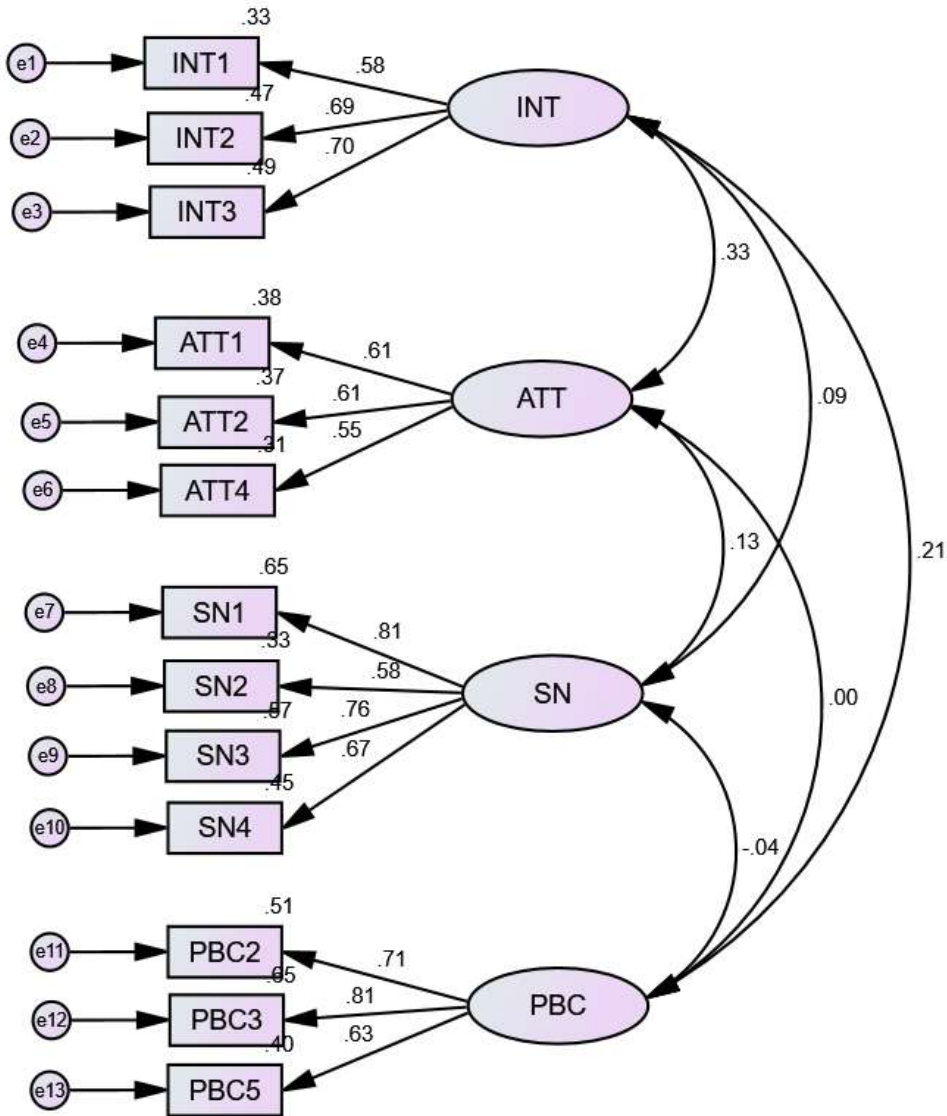 .33
e1
INT1
.58
INT
.47
.69
e2
INT2
.70
.49
e3
INT3
.33
.38
e4
ATT1
.61
ATT
.37
.61
.09
e5
ATT2
.55
.31
e6
ATT4
.13
.21
.65
e7
SN1
.81
.33
.58
e8
SN2
SN
.00
.57
.76
e9
SN3
.67
.45
e10
SN4
-.04
.51
e11
PBC2
.71
.65
.81
PBC
e12
PBC3
.63
.40
e13
PBC5